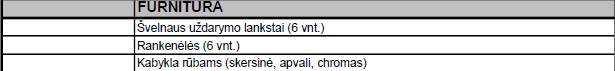 FURNITŪRA
Švelnaus uždarymo lankstai (6 vnt.)
Rankenėlės (6 vnt.)
Kabykla rūbams (skersinė, apvali, chromas)